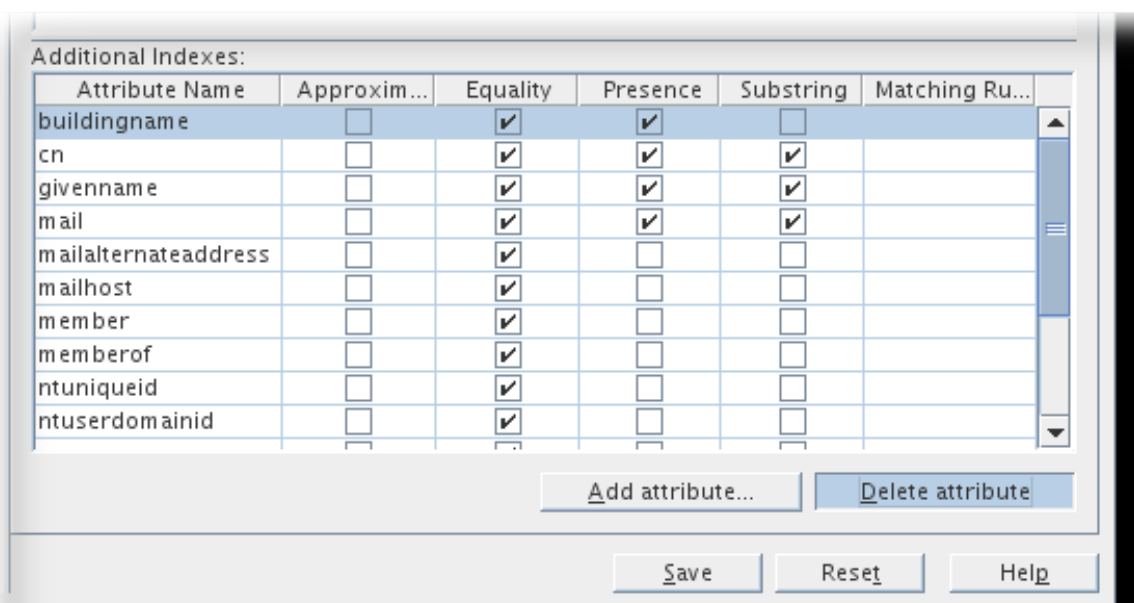 Additional Indexes:
Attribute Name Approxim... Equality Presence Substring Matching Ru...
buildingname
cn
givenname
mail
mailalternateaddress
mailhost
member
memberof
ntuniqueid
ntuserdomainid
Add attribute... Delete attribute
Save Reset Help